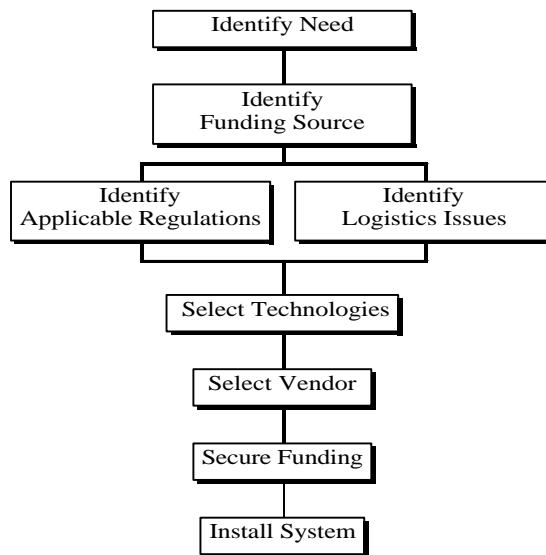 Identify Need
Identify
Funding Source
Identify
Applicable Regulations
Identify
Logistics Issues
Select Technologies
Select Vendor
Secure Funding
Install System